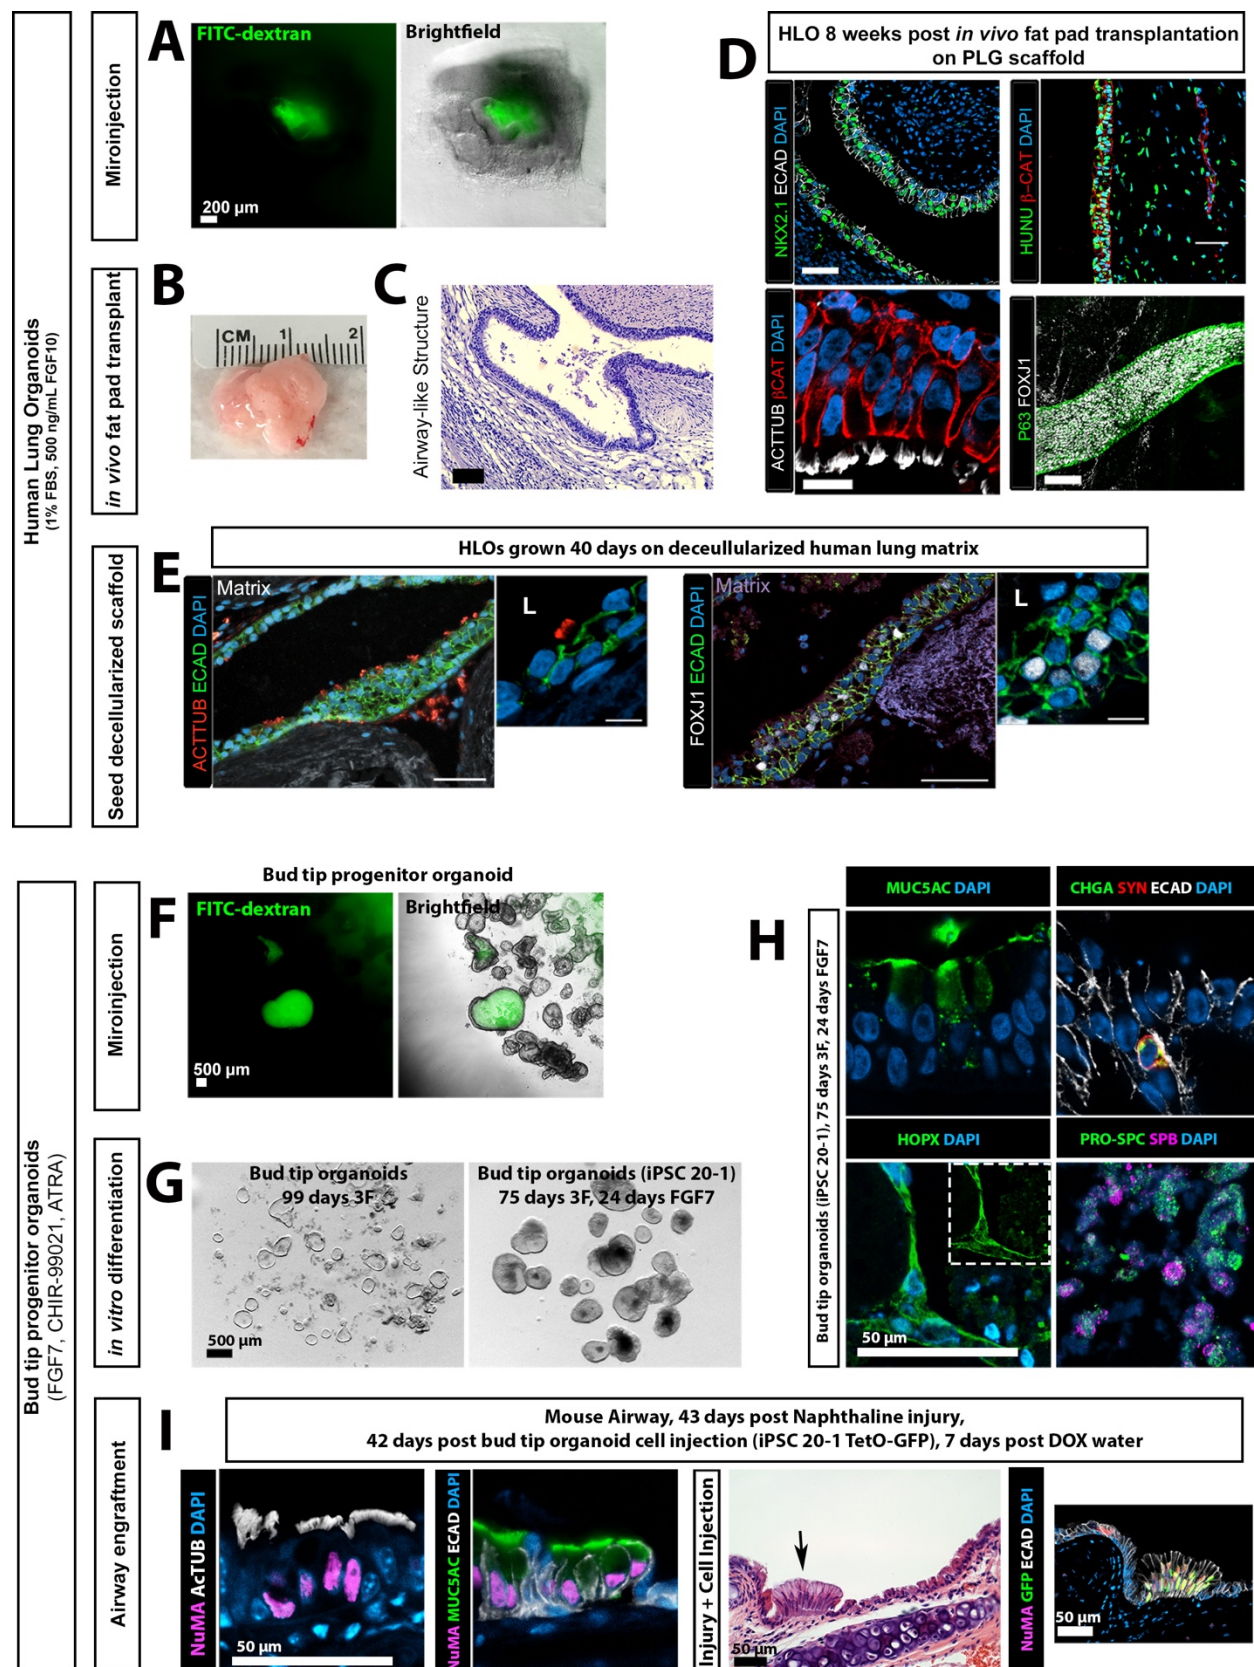 Human Lung Organoids
(1% FBS, 500 ng/mL FGF10)
Miroinjection
A
FITC-dextran
200 µm
Brightfield
in vivo fat pad transplant
B
CM 1 2
C
Airway-like Structure
D
HLO 8 weeks post in vivo fat pad transplantation
on PLG scaffold
NKX2.1 ECAD DAPI
HUNU β-CAT DAPI
ACTTUB βCAT DAPI
P63 FOXJ1
Seed decellularized scaffold
E
HLOs grown 40 days on deceullularized human lung matrix
ACTTUB ECAD DAPI
Matrix
L
FOXJ1 ECAD DAPI
Matrix
L
Bud tip progenitor organoids
(FGF7, CHIR-99021, ATRA)
Miroinjection
Bud tip progenitor organoid
F
FITC-dextran
500 µm
Brightfield
in vitro differentiation
G
Bud tip organoids
99 days 3F
500 µm
Bud tip organoids (iPSC 20-1)
75 days 3F, 24 days FGF7
H
Bud tip organoids (iPSC 20-1), 75 days 3F, 24 days FGF7
MUC5AC DAPI
CHGA SYN ECAD DAPI
HOPX DAPI
50 µm
PRO-SPC SPB DAPI
Airway engraftment
I
Mouse Airway, 43 days post Naphthaline injury,
42 days post bud tip organoid cell injection (iPSC 20-1 TetO-GFP), 7 days post DOX water
NuMA AcTUB DAPI
50 µm
NuMA MUC5AC ECAD DAPI
Injury + Cell Injection
50 µm
NuMA GFP ECAD DAPI
50 µm